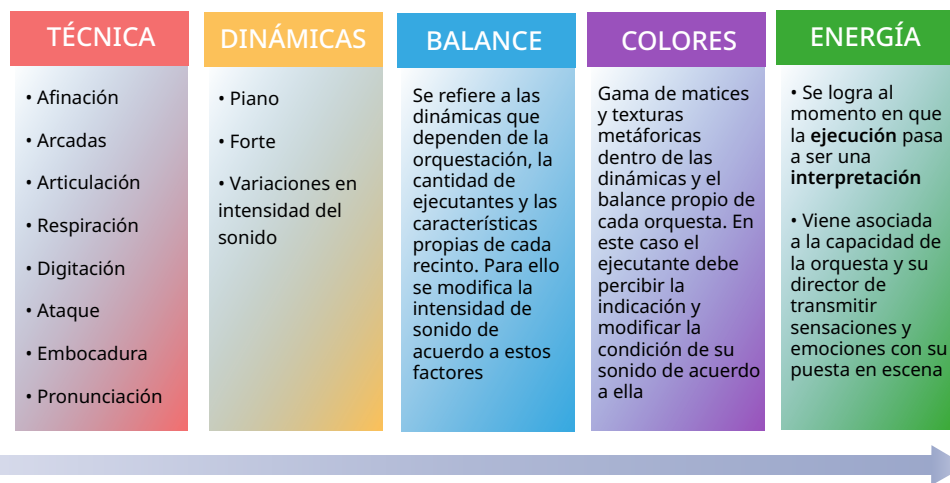 TÉCNICA
• Afinación
• Arcadas
• Articulación
• Respiración
• Digitación
• Ataque
• Embocadura
• Pronunciación
DINÁMICAS
• Piano
• Forte
• Variaciones en
intensidad del
sonido
BALANCE
Se refiere a las
dinámicas que
dependen de la
orquestación, la
cantidad de
ejecutantes y las
características
propias de cada
recinto. Para ello
se modifica la
intensidad de
sonido de
acuerdo a estos
factores
COLORES
Gama de matices
y texturas
metáforicas
dentro de las
dinámicas y el
balance propio de
cada orquesta. En
este caso el
ejecutante debe
percibir la
indicación y
modificar la
condición de su
sonido de acuerdo
a ella
ENERGÍA
• Se logra al
momento en que
la ejecución pasa
a ser una
interpretación
• Viene asociada
a la capacidad de
la orquesta y su
director de
transmitir
sensaciones y
emociones con su
puesta en escena